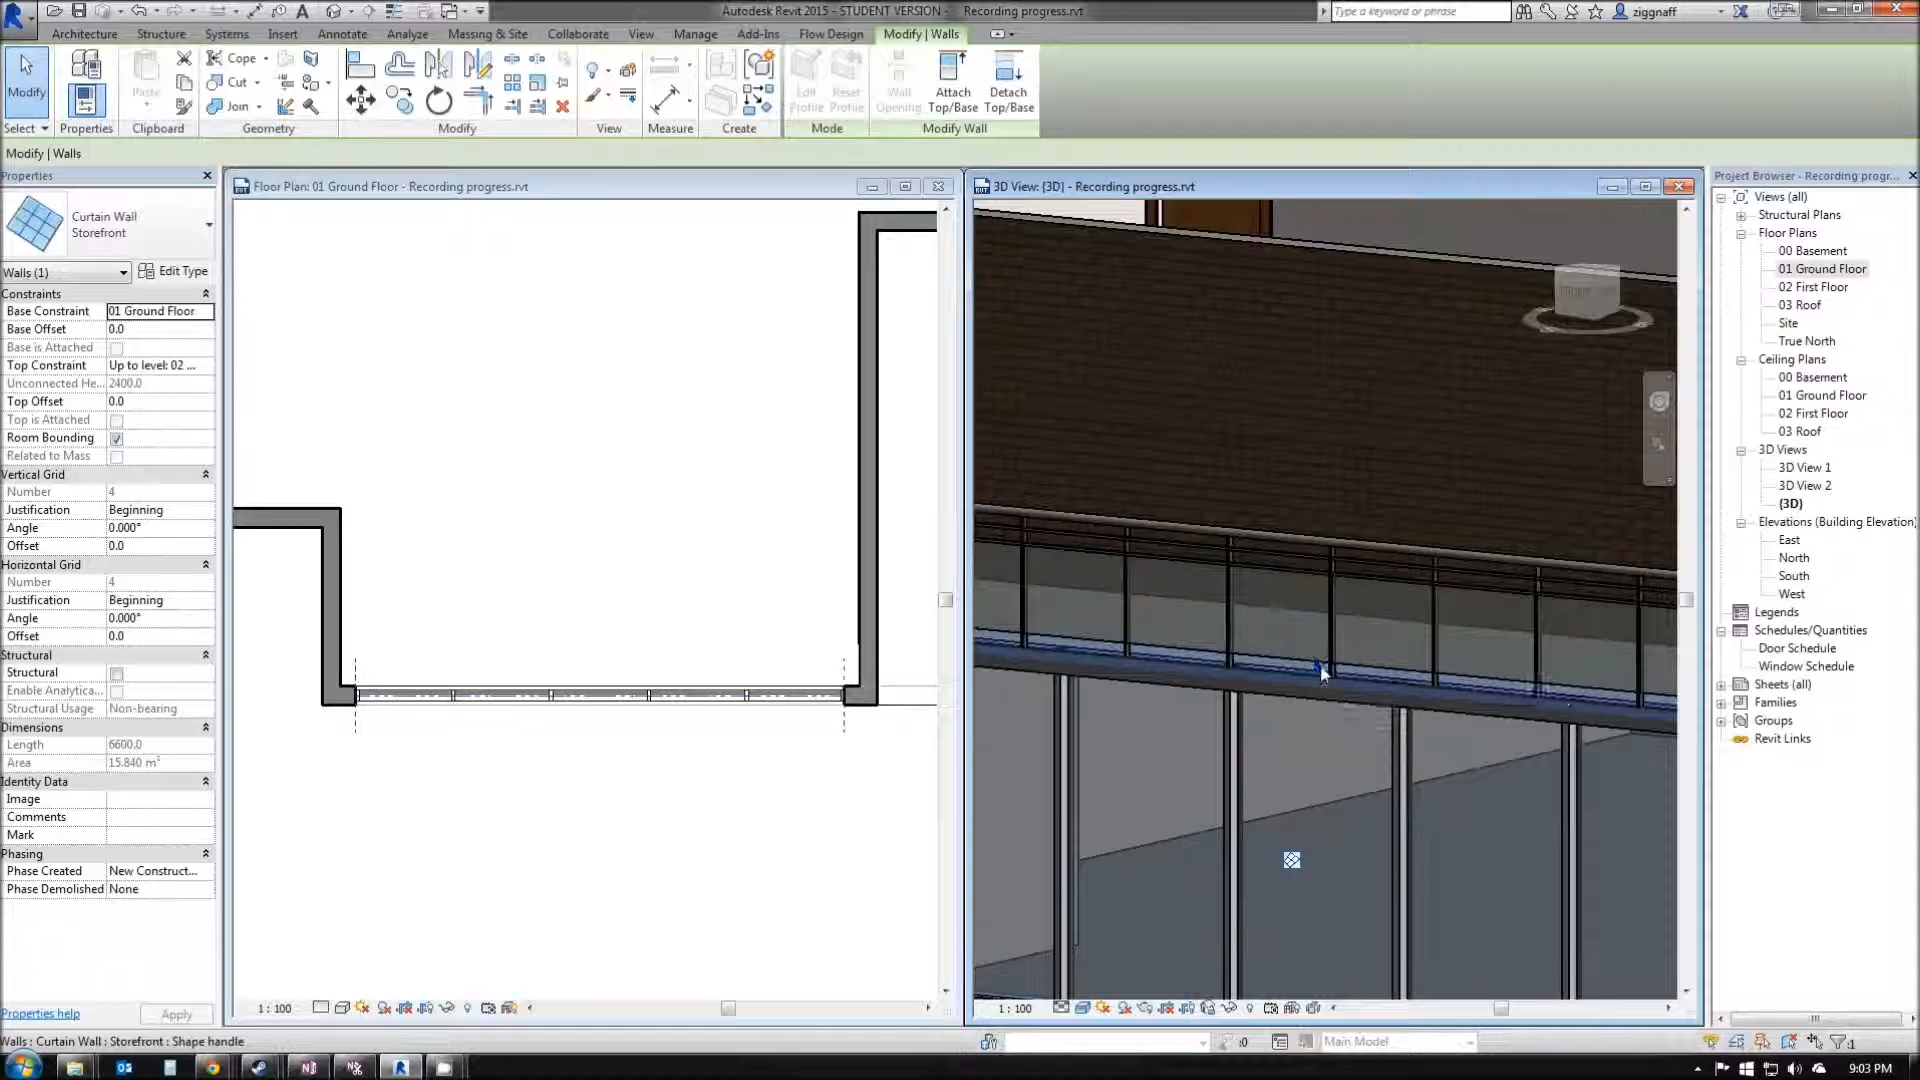 Autodesk Revit 2015 - STUDENT VERSION - Recording progress.rvt
Type a keyword or phrase
ziggnaff
Architecture Structure Systems Insert Annotate Analyze Massing & Site Collaborate View Manage Add-Ins Flow Design Modify | Walls
Modify
Paste
Cope
Cut
Join
Edit Profile
Reset Profile
Wall Opening
Attach Top/Base
Detach Top/Base
Select Properties Clipboard Geometry Modify View Measure Create Mode Modify Wall
Modify | Walls
Properties
Curtain Wall
Storefront
Walls (1)
Edit Type
Constraints
Base Constraint 01 Ground Floor
Base Offset 0.0
Base is Attached
Top Constraint Up to level: 02 ...
Unconnected He... 2400.0
Top Offset 0.0
Top is Attached
Room Bounding
Related to Mass
Vertical Grid
Number 4
Justification Beginning
Angle 0.000°
Offset 0.0
Horizontal Grid
Number 4
Justification Beginning
Angle 0.000°
Offset 0.0
Structural
Structural
Enable Analytica...
Structural Usage Non-bearing
Dimensions
Length 6600.0
Area 15.840 m²
Identity Data
Image
Comments
Mark
Phasing
Phase Created New Construct...
Phase Demolished None
Properties help
Apply
Floor Plan: 01 Ground Floor - Recording progress.rvt
1 : 100
3D View: {3D} - Recording progress.rvt
1 : 100
Project Browser - Recording progr...
Views (all)
Structural Plans
Floor Plans
00 Basement
01 Ground Floor
02 First Floor
03 Roof
Site
True North
Ceiling Plans
00 Basement
01 Ground Floor
02 First Floor
03 Roof
3D Views
3D View 1
3D View 2
{3D}
Elevations (Building Elevation)
East
North
South
West
Legends
Schedules/Quantities
Door Schedule
Window Schedule
Sheets (all)
Families
Groups
Revit Links
Walls : Curtain Wall : Storefront : Shape handle
:0
Main Model
:1
9:03 PM